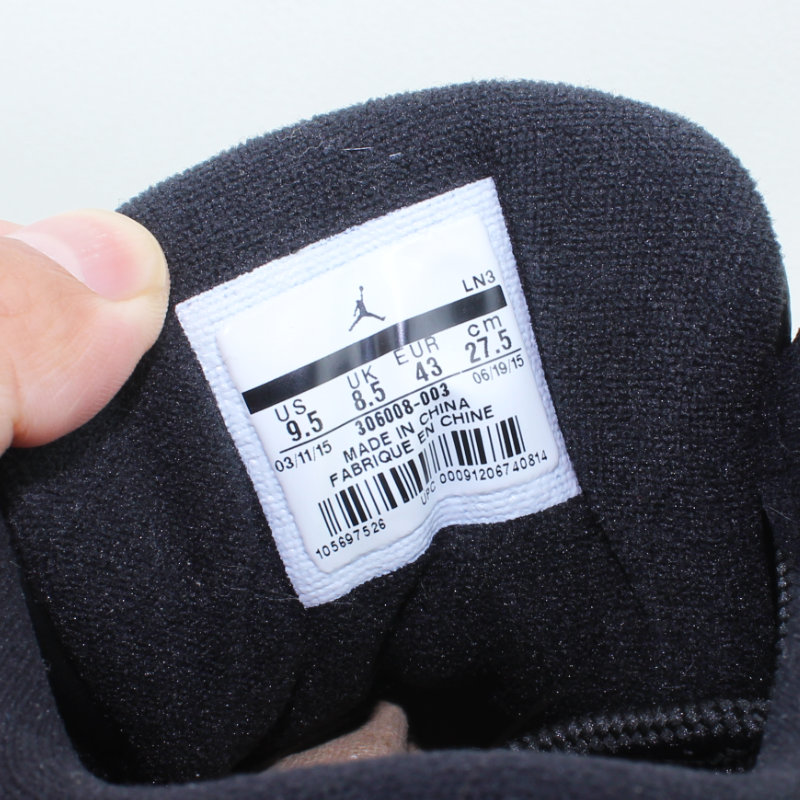 LN3
US UK EUR cm
9.5 8.5 43 27.5
03/11/15 306008-003 06/19/15
MADE IN CHINA
FABRIQUE EN CHINE
105697526 UPC 00091206740814